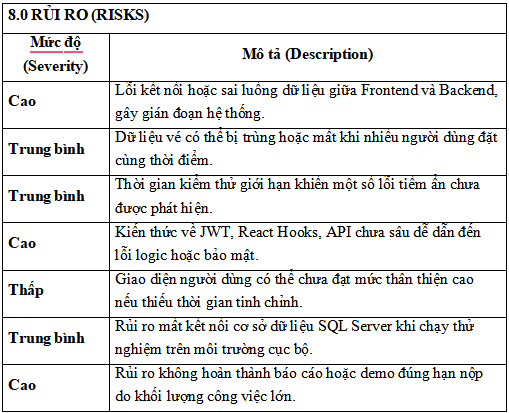 8.0 RỦI RO (RISKS)
Mức độ
(Severity)
Mô tả (Description)
Cao
Lỗi kết nối hoặc sai luồng dữ liệu giữa Frontend và Backend,
gây gián đoạn hệ thống.
Trung bình
Dữ liệu vé có thể bị trùng hoặc mất khi nhiều người dùng đặt
cùng thời điểm.
Trung bình
Thời gian kiểm thử giới hạn khiến một số lỗi tiềm ẩn chưa
được phát hiện.
Cao
Kiến thức về JWT, React Hooks, API chưa sâu dễ dẫn đến
lỗi logic hoặc bảo mật.
Thấp
Giao diện người dùng có thể chưa đạt mức thân thiện cao
nếu thiếu thời gian tinh chỉnh.
Trung bình
Rủi ro mất kết nối cơ sở dữ liệu SQL Server khi chạy thử
nghiệm trên môi trường cục bộ.
Cao
Rủi ro không hoàn thành báo cáo hoặc demo đúng hạn nộp
do khối lượng công việc lớn.